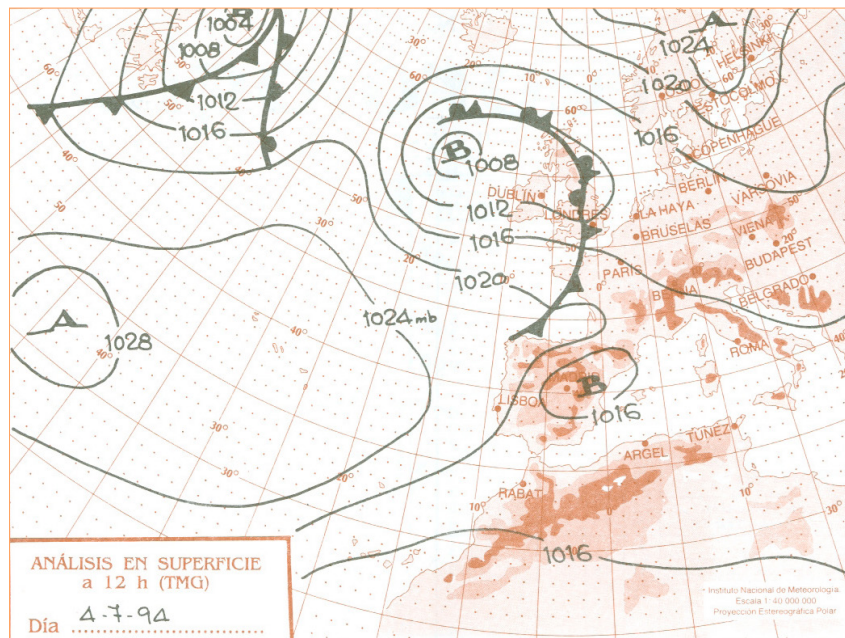 B
1004
1008
1012
1016
A
1024
1020
1016
HELSINKI
ESTOCOLMO
COPENHAGUE
B
1008
DUBLIN
1012
LONDRES
1016
1020
LA HAYA
BRUSELAS
BERLIN
VARSOVIA
VIENA
BUDAPEST
PARIS
BERNA
BELGRADO
ROMA
A
1028
1024 mb
MADRID
B
1016
LISBOA
ARGEL
TUNEZ
RABAT
1016
ANÁLISIS EN SUPERFICIE
a 12 h (TMG)
Día 4-7-94
Instituto Nacional de Meteorología
Escala 1:40 000 000
Proyección Estereográfica Polar